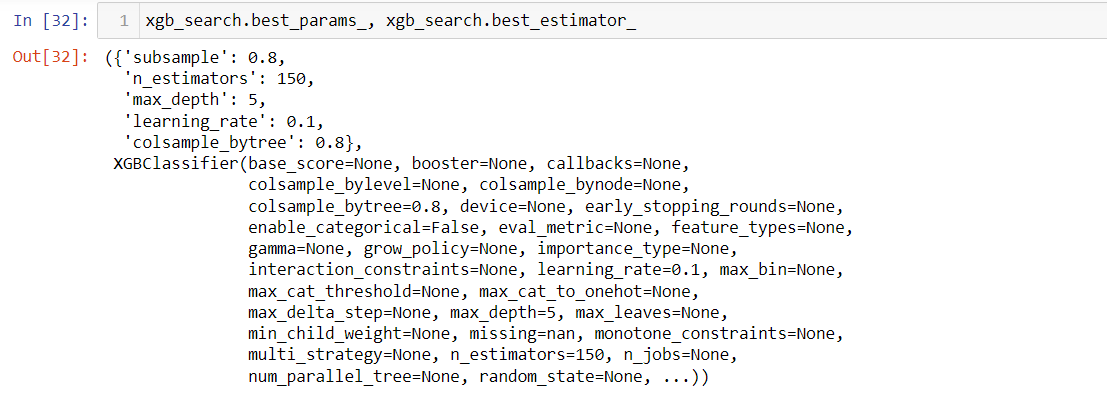 In [32]: 1 xgb_search.best_params_, xgb_search.best_estimator_
Out[32]: ({'subsample': 0.8,
'n_estimators': 150,
'max_depth': 5,
'learning_rate': 0.1,
'colsample_bytree': 0.8},
XGBClassifier(base_score=None, booster=None, callbacks=None,
colsample_bylevel=None, colsample_bynode=None,
colsample_bytree=0.8, device=None, early_stopping_rounds=None,
enable_categorical=False, eval_metric=None, feature_types=None,
gamma=None, grow_policy=None, importance_type=None,
interaction_constraints=None, learning_rate=0.1, max_bin=None,
max_cat_threshold=None, max_cat_to_onehot=None,
max_delta_step=None, max_depth=5, max_leaves=None,
min_child_weight=None, missing=nan, monotone_constraints=None,
multi_strategy=None, n_estimators=150, n_jobs=None,
num_parallel_tree=None, random_state=None, ...))